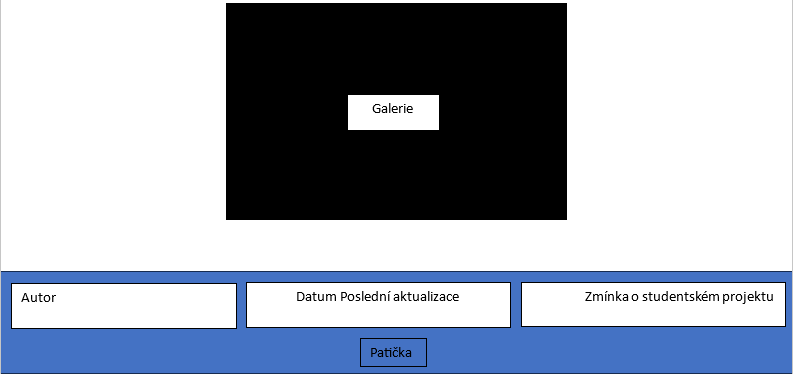 Galerie
Autor
Datum Poslední aktualizace
Zmínka o studentském projektu
Patička